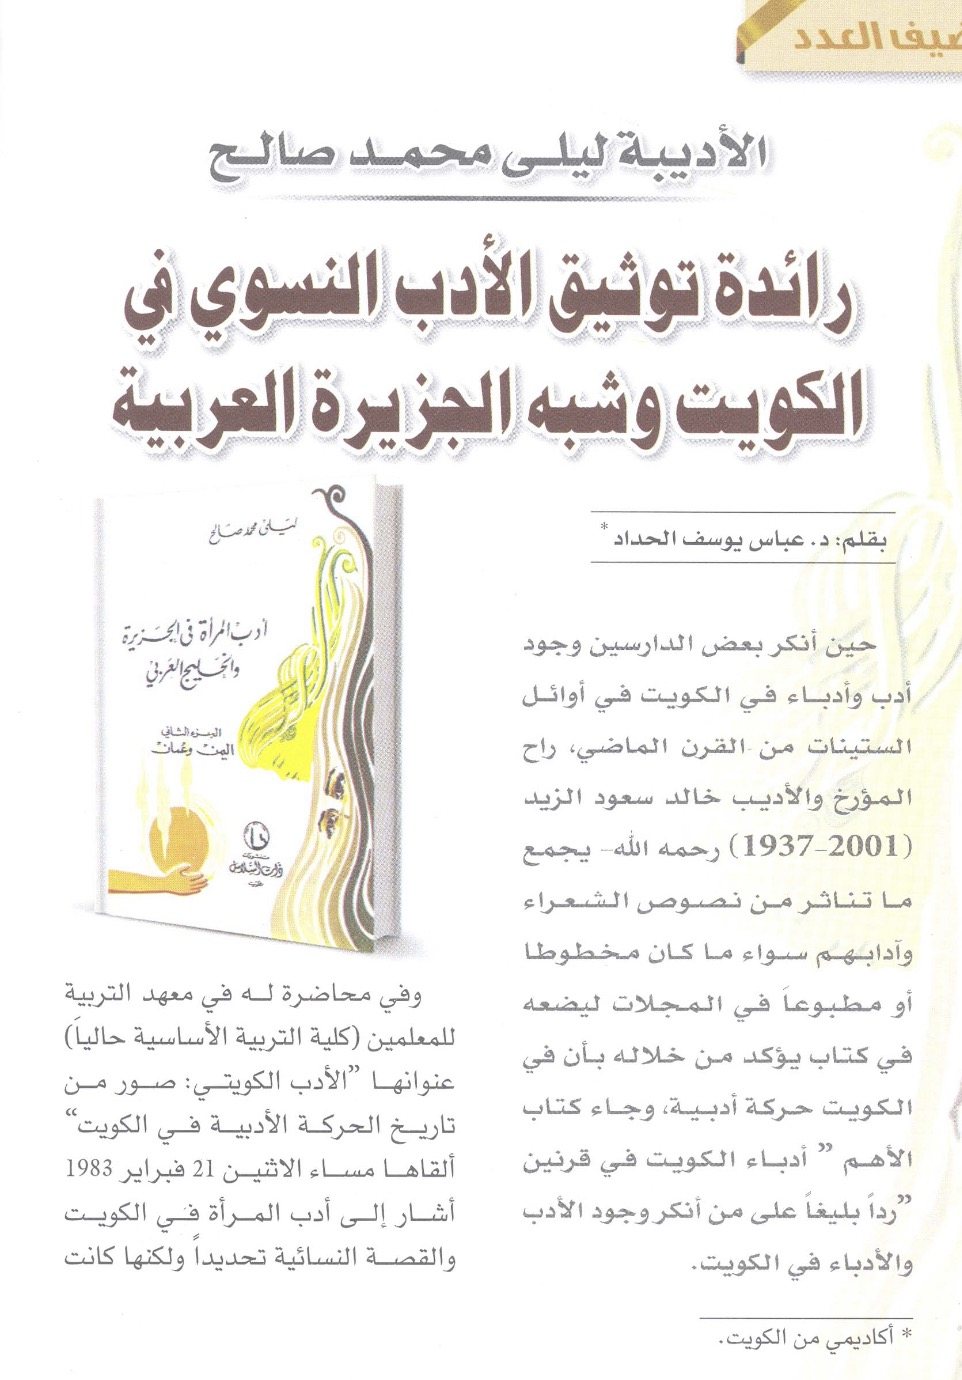 ضيف العدد
الأديبة ليلى محمد صالح
رائدة توثيق الأدب النسوي في
الكويت وشبه الجزيرة العربية
بقلم: د. عباس يوسف الحداد *
حين أنكر بعض الدارسين وجود
أدب وأدباء في الكويت في أوائل
الستينات من القرن الماضي، راح
المؤرخ والأديب خالد سعود الزيد
(1937-2001) رحمه الله- يجمع
ما تناثر من نصوص الشعراء
وآدابهم سواء ما كان مخطوطا
أو مطبوعاً في المجلات ليضعه
في كتاب يؤكد من خلاله بأن في
الكويت حركة أدبية، وجاء كتاب
الأهم ” أدباء الكويت في قرنين
”رداً بليغاً على من أنكر وجود الأدب
والأدباء في الكويت.
ليلى محمد صالح
أدب المرأة في الجزيرة
والخليج العربي
الجزء الثاني
اليمن وعمان
منشورات
ذات السلاسل
وفي محاضرة له في معهد التربية
للمعلمين (كلية التربية الأساسية حالياً)
عنوانها ”الأدب الكويتي: صور من
تاريخ الحركة الأدبية في الكويت“
ألقاها مساء الاثنين 21 فبراير 1983
أشار إلى أدب المرأة في الكويت
والقصة النسائية تحديداً ولكنها كانت
* أكاديمي من الكويت.